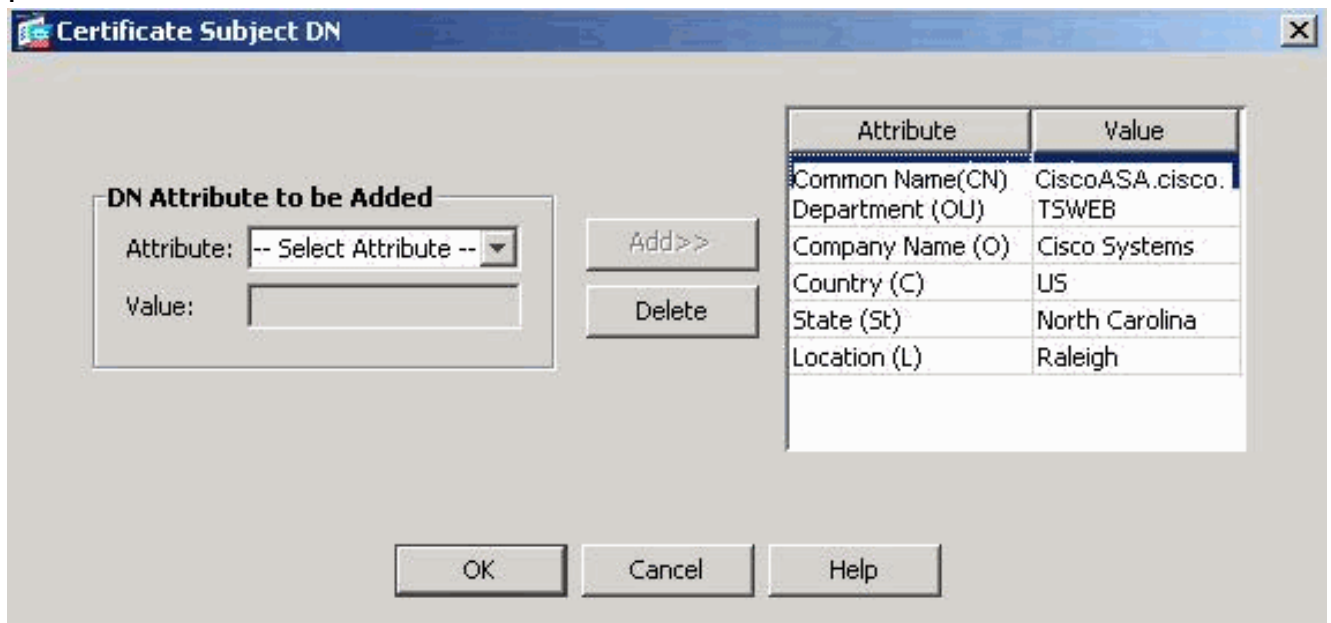 Certificate Subject DN
DN Attribute to be Added
Attribute: -- Select Attribute --
Value:
Add>>
Delete
Attribute Value
Common Name(CN) CiscoASA.cisco.
Department (OU) TSWEB
Company Name (O) Cisco Systems
Country (C) US
State (St) North Carolina
Location (L) Raleigh
OK Cancel Help